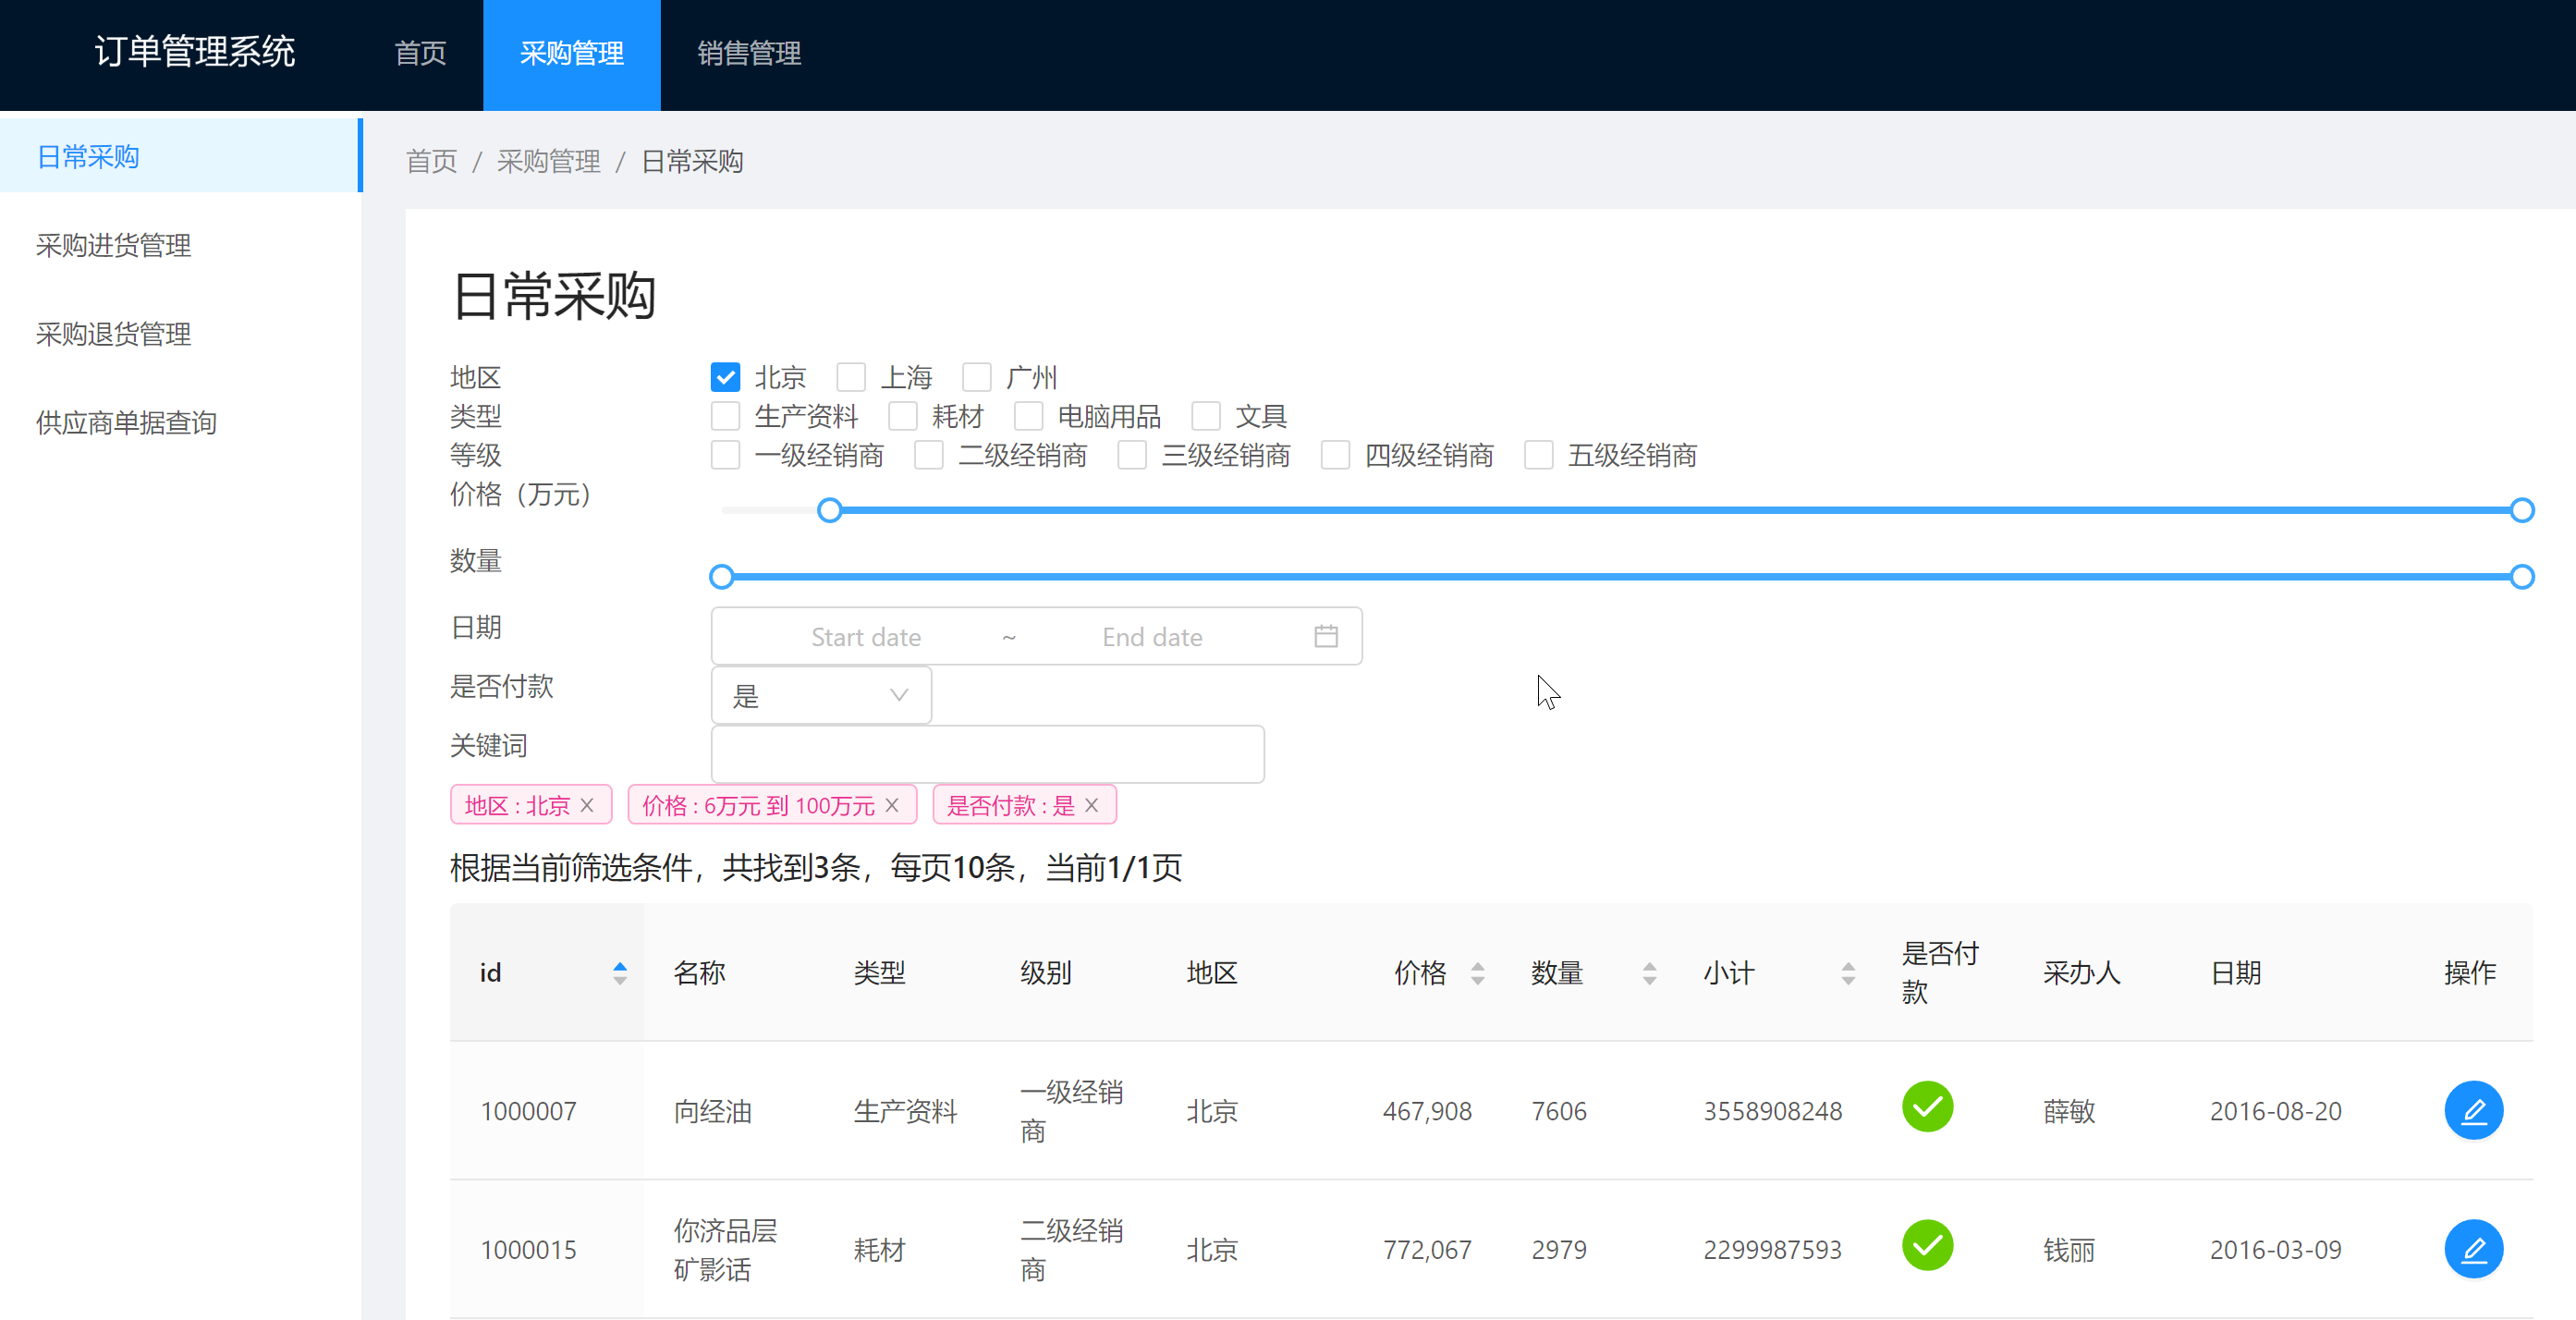 订单管理系统 首页 采购管理 销售管理
日常采购
采购进货管理
采购退货管理
供应商单据查询
首页 / 采购管理 / 日常采购
日常采购
地区 北京 上海 广州
类型 生产资料 耗材 电脑用品 文具
等级 一级经销商 二级经销商 三级经销商 四级经销商 五级经销商
价格（万元）
数量
日期 Start date ~ End date
是否付款 是
关键词
地区 : 北京 价格 : 6万元 到 100万元 是否付款 : 是
根据当前筛选条件，共找到3条，每页10条，当前1/1页
id 名称 类型 级别 地区 价格 数量 小计 是否付款 采办人 日期 操作
1000007 向经油 生产资料 一级经销商 北京 467,908 7606 3558908248 薛敏 2016-08-20
1000015 你济品层矿影话 耗材 二级经销商 北京 772,067 2979 2299987593 钱丽 2016-03-09